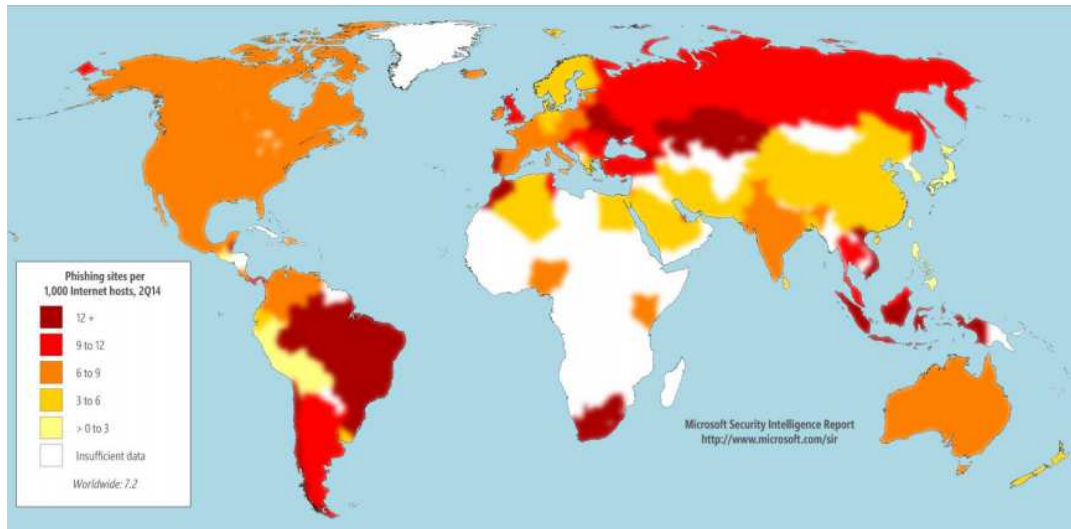 Phishing sites per
1,000 Internet hosts, 2Q14
12 +
9 to 12
6 to 9
3 to 6
> 0 to 3
Insufficient data
Worldwide: 7.2
Microsoft Security Intelligence Report
http://www.microsoft.com/sir